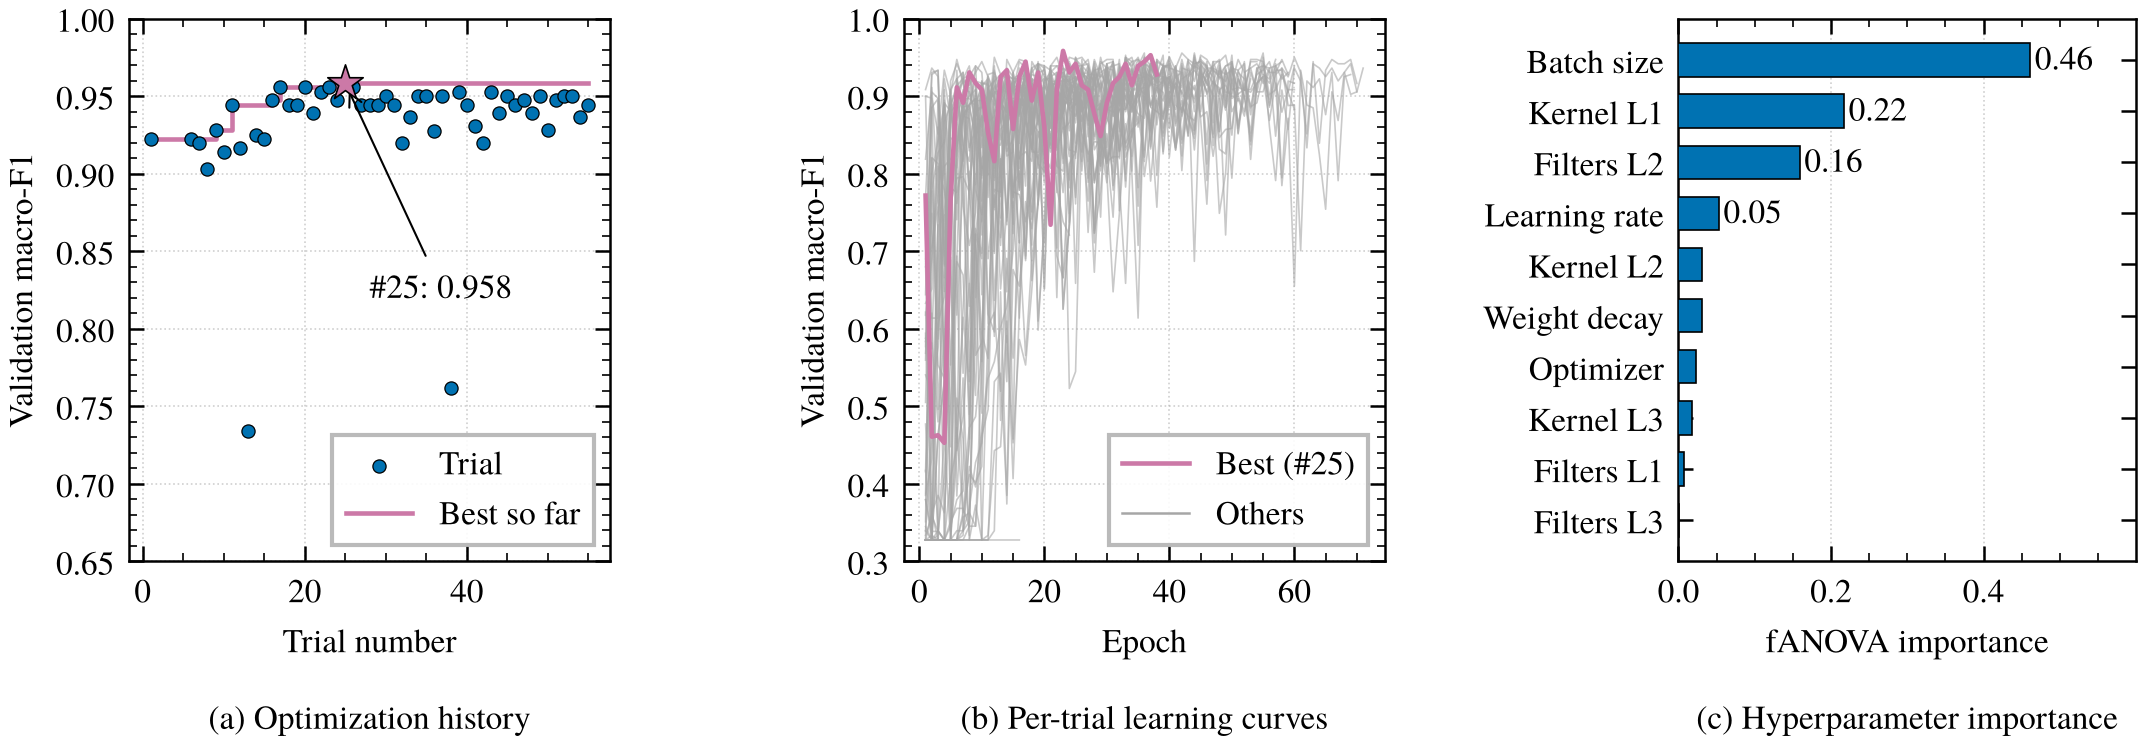 1.00
0.95
0.90
0.85
0.80
0.75
0.70
0.65
Validation macro-F1
#25: 0.958
Trial
Best so far
0 20 40
Trial number
(a) Optimization history
1.0
0.9
0.8
0.7
0.6
0.5
0.4
0.3
Validation macro-F1
Best (#25)
Others
0 20 40 60
Epoch
(b) Per-trial learning curves
Batch size 0.46
Kernel L1 0.22
Filters L2 0.16
Learning rate 0.05
Kernel L2
Weight decay
Optimizer
Kernel L3
Filters L1
Filters L3
0.0 0.2 0.4
fANOVA importance
(c) Hyperparameter importance